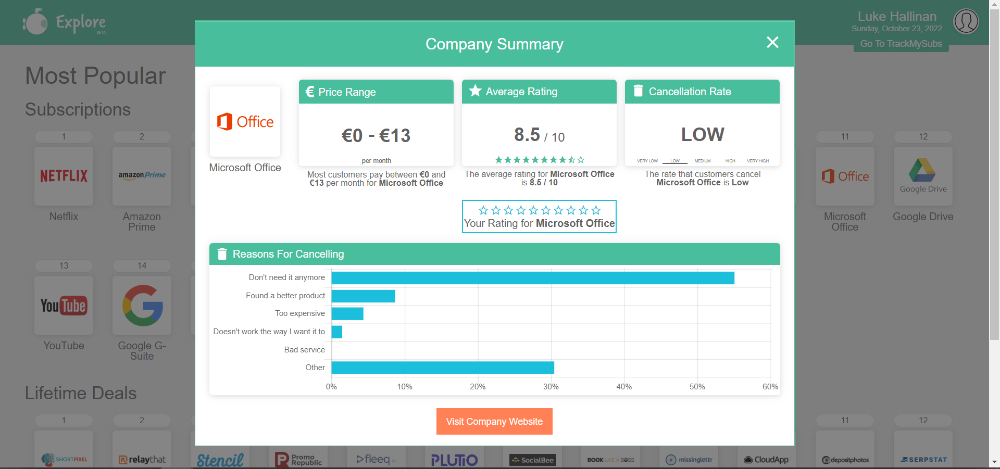 Explore
BETA
Luke Hallinan
Sunday, October 23, 2022
Go To TrackMySubs
Company Summary
Most Popular
Subscriptions
Office
Microsoft Office
€ Price Range
€0 - €13
per month
Most customers pay between €0 and
€13 per month for Microsoft Office
Average Rating
8.5 / 10
The average rating for Microsoft Office
is 8.5 / 10
Cancellation Rate
LOW
VERY LOW LOW MEDIUM HIGH VERY HIGH
The rate that customers cancel
Microsoft Office is Low
Your Rating for Microsoft Office
1
2
11
12
NETFLIX
amazonPrime
Office
Google Drive
Netflix
Amazon
Prime
Microsoft
Office
Google Drive
Reasons For Cancelling
Don't need it anymore
Found a better product
Too expensive
Doesn't work the way I want it to
Bad service
Other
0% 10% 20% 30% 40% 50% 60%
13
14
YouTube
G
YouTube
Google G-
Suite
Visit Company Website
Lifetime Deals
1
2
11
12
SHORTPIXEL
relaythat
Stencil
Promo
Republic
fleeq.io
PLUTIO
SocialBee
BOOK LIKE A BOSS
missinglettr
CloudApp
depositphotos
SERPSTAT